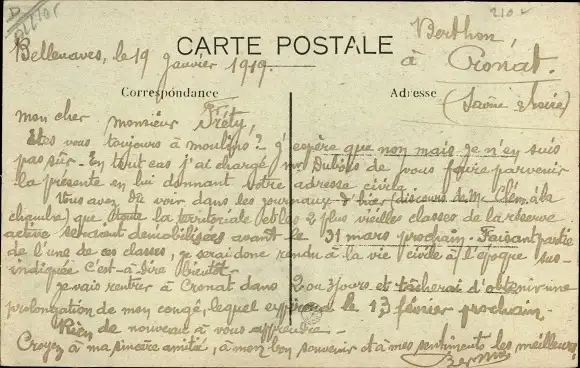 210
Bellenaves, le 19 janvier 1919.
CARTE POSTALE
Berthon,
à Cronat.
(Saône & Loire)
Correspondance
Adresse
mon cher monsieur Fréty,
Etes vous toujours à moulins? j'espère que non mais je n'en suis
pas sûr. En tout cas j'ai chargé mr Dubois de vous faire parvenir
la présente en lui donnant votre adresse civile.
Vous avez dû voir dans les journaux d'hier (discours de Mr Clém. à la
chambre) que toute la territoriale et les 2 plus vieilles classes de la réserve
active seraient démobilisées avant le 31 mars prochain. Faisant partie
de l'une de ces classes, je serai donc rendu à la vie civile à l'époque sus-
indiquée c'est-à-dire bientôt.
je vais rentrer à Cronat dans 2 ou 3 jours et tâcherai d'obtenir une
prolongation de mon congé, lequel expirera le 13 février prochain.
Rien de nouveau à vous apprendre.
Croyez à ma sincère amitié, à mon bon souvenir et à mes sentiments les meilleurs